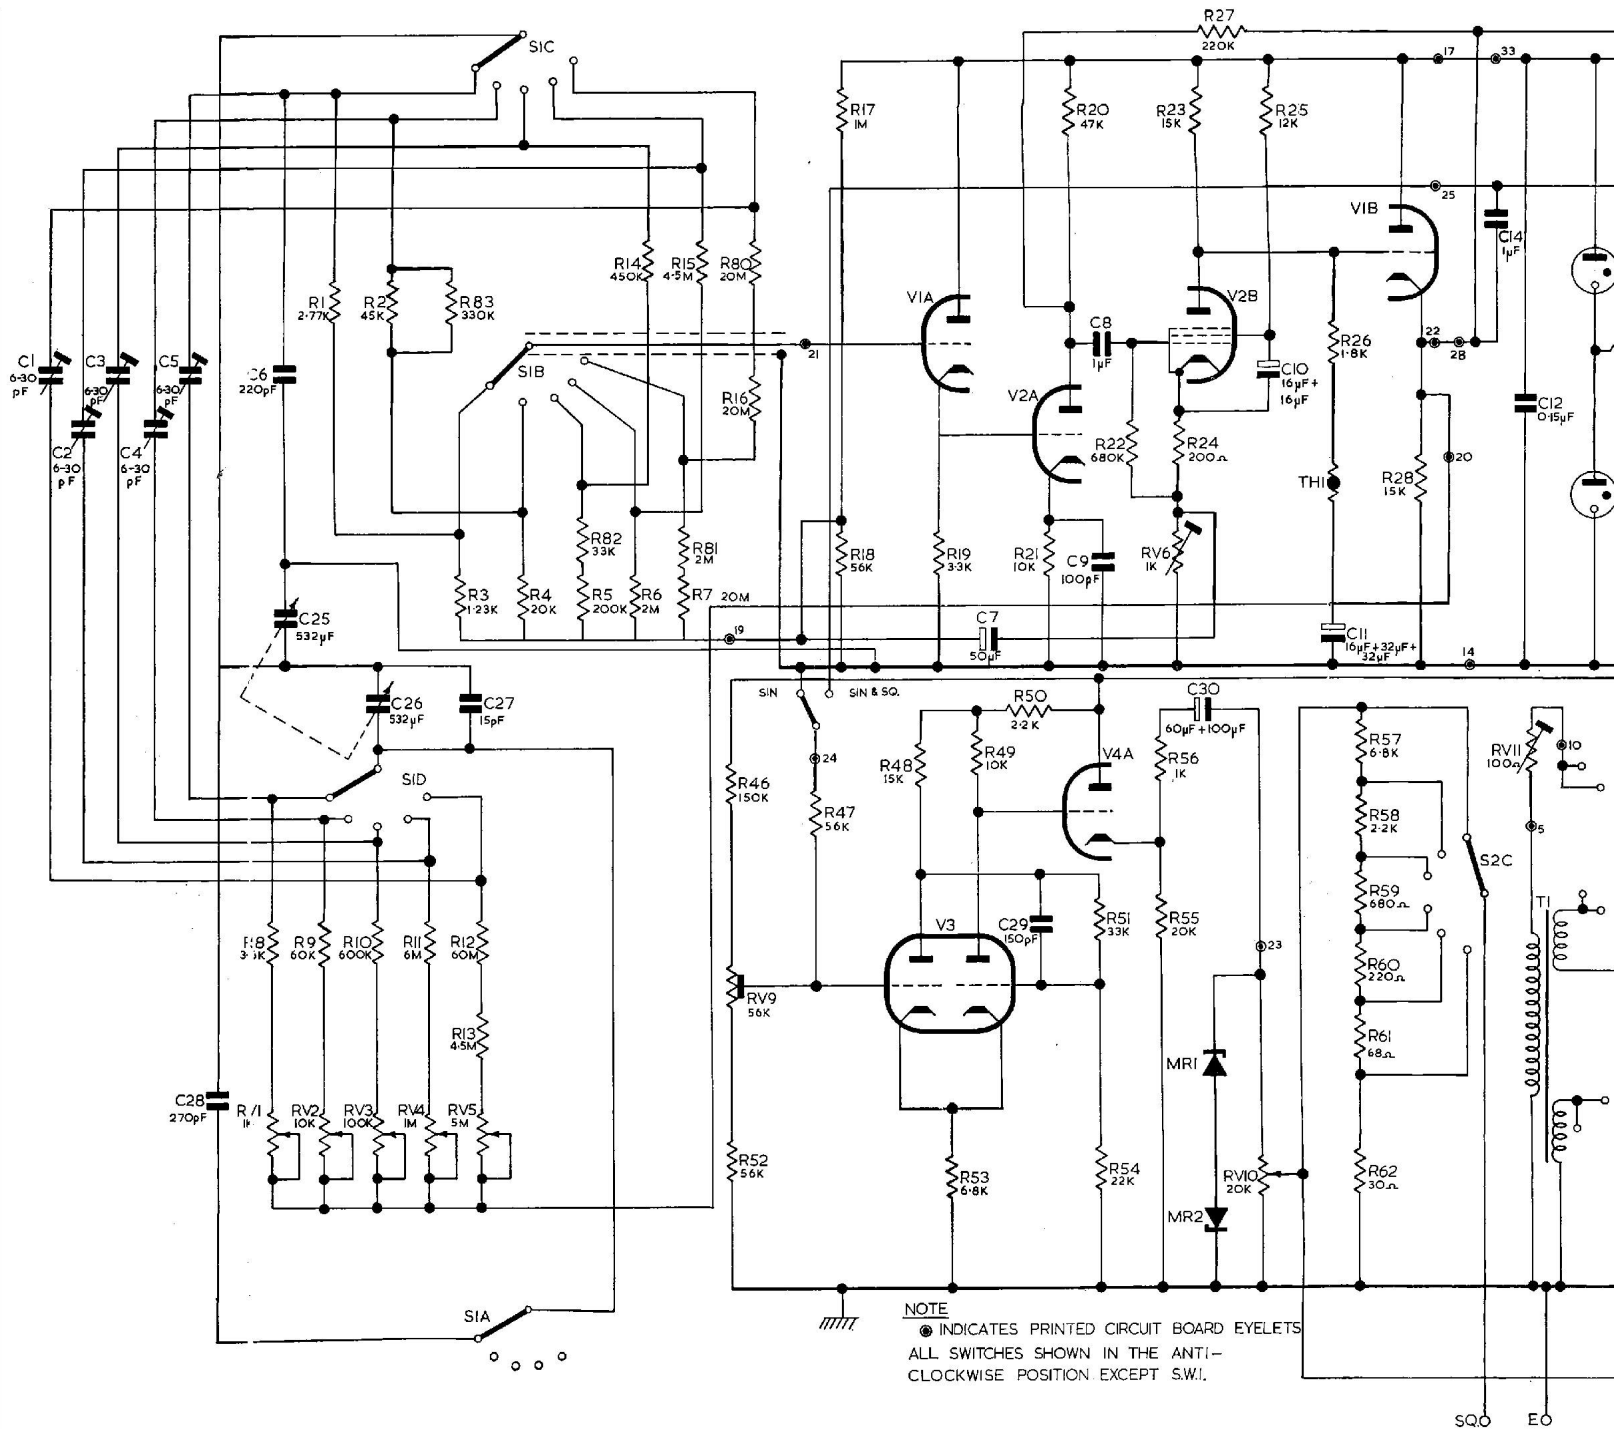 R27
220K
S1C
17
33
R17
1M
R20
47K
R23
15K
R25
12K
25
V1B
C14
1µF
R14
450K
R15
4·5M
R80
20M
R1
2·77K
R2
45K
R83
330K
V1A
C8
1µF
V2B
R26
1·8K
22
28
C1
6-30
pF
C3
6-30
pF
C5
6-30
pF
C6
220pF
S1B
21
C10
16µF+
16µF
R16
20M
V2A
C12
0·15µF
C2
6-30
pF
C4
6-30
pF
R22
680K
R24
200Ω
20
TH1
R28
15K
R82
33K
R81
2M
R18
56K
R19
3·3K
R21
10K
C9
100pF
RV6
1K
R3
1·23K
R4
20K
R5
200K
R6
2M
R7
20M
C25
532µF
19
C7
50µF
C11
16µF+32µF+
32µF
14
C26
532µF
C27
15pF
SIN
SIN & SQ.
R50
2·2K
C30
60µF+100µF
24
R46
150K
R47
56K
R48
15K
R49
10K
V4A
R56
1K
R57
6·8K
RV11
100Ω
10
S1D
R58
2·2K
5
S2C
R59
680Ω
T1
R8
R9
60K
R10
600K
R11
6M
R12
60M
V3
C29
150pF
R51
33K
R55
20K
23
R60
220Ω
RV9
56K
R13
4·5M
R61
68Ω
MR1
C28
270pF
RV2
10K
RV3
100K
RV4
1M
RV5
5M
R52
56K
R53
6·8K
R54
22K
RV10
20K
R62
30Ω
MR2
S1A
NOTE
INDICATES PRINTED CIRCUIT BOARD EYELETS
ALL SWITCHES SHOWN IN THE ANTI-
CLOCKWISE POSITION EXCEPT S.W.1.
SQ.
E